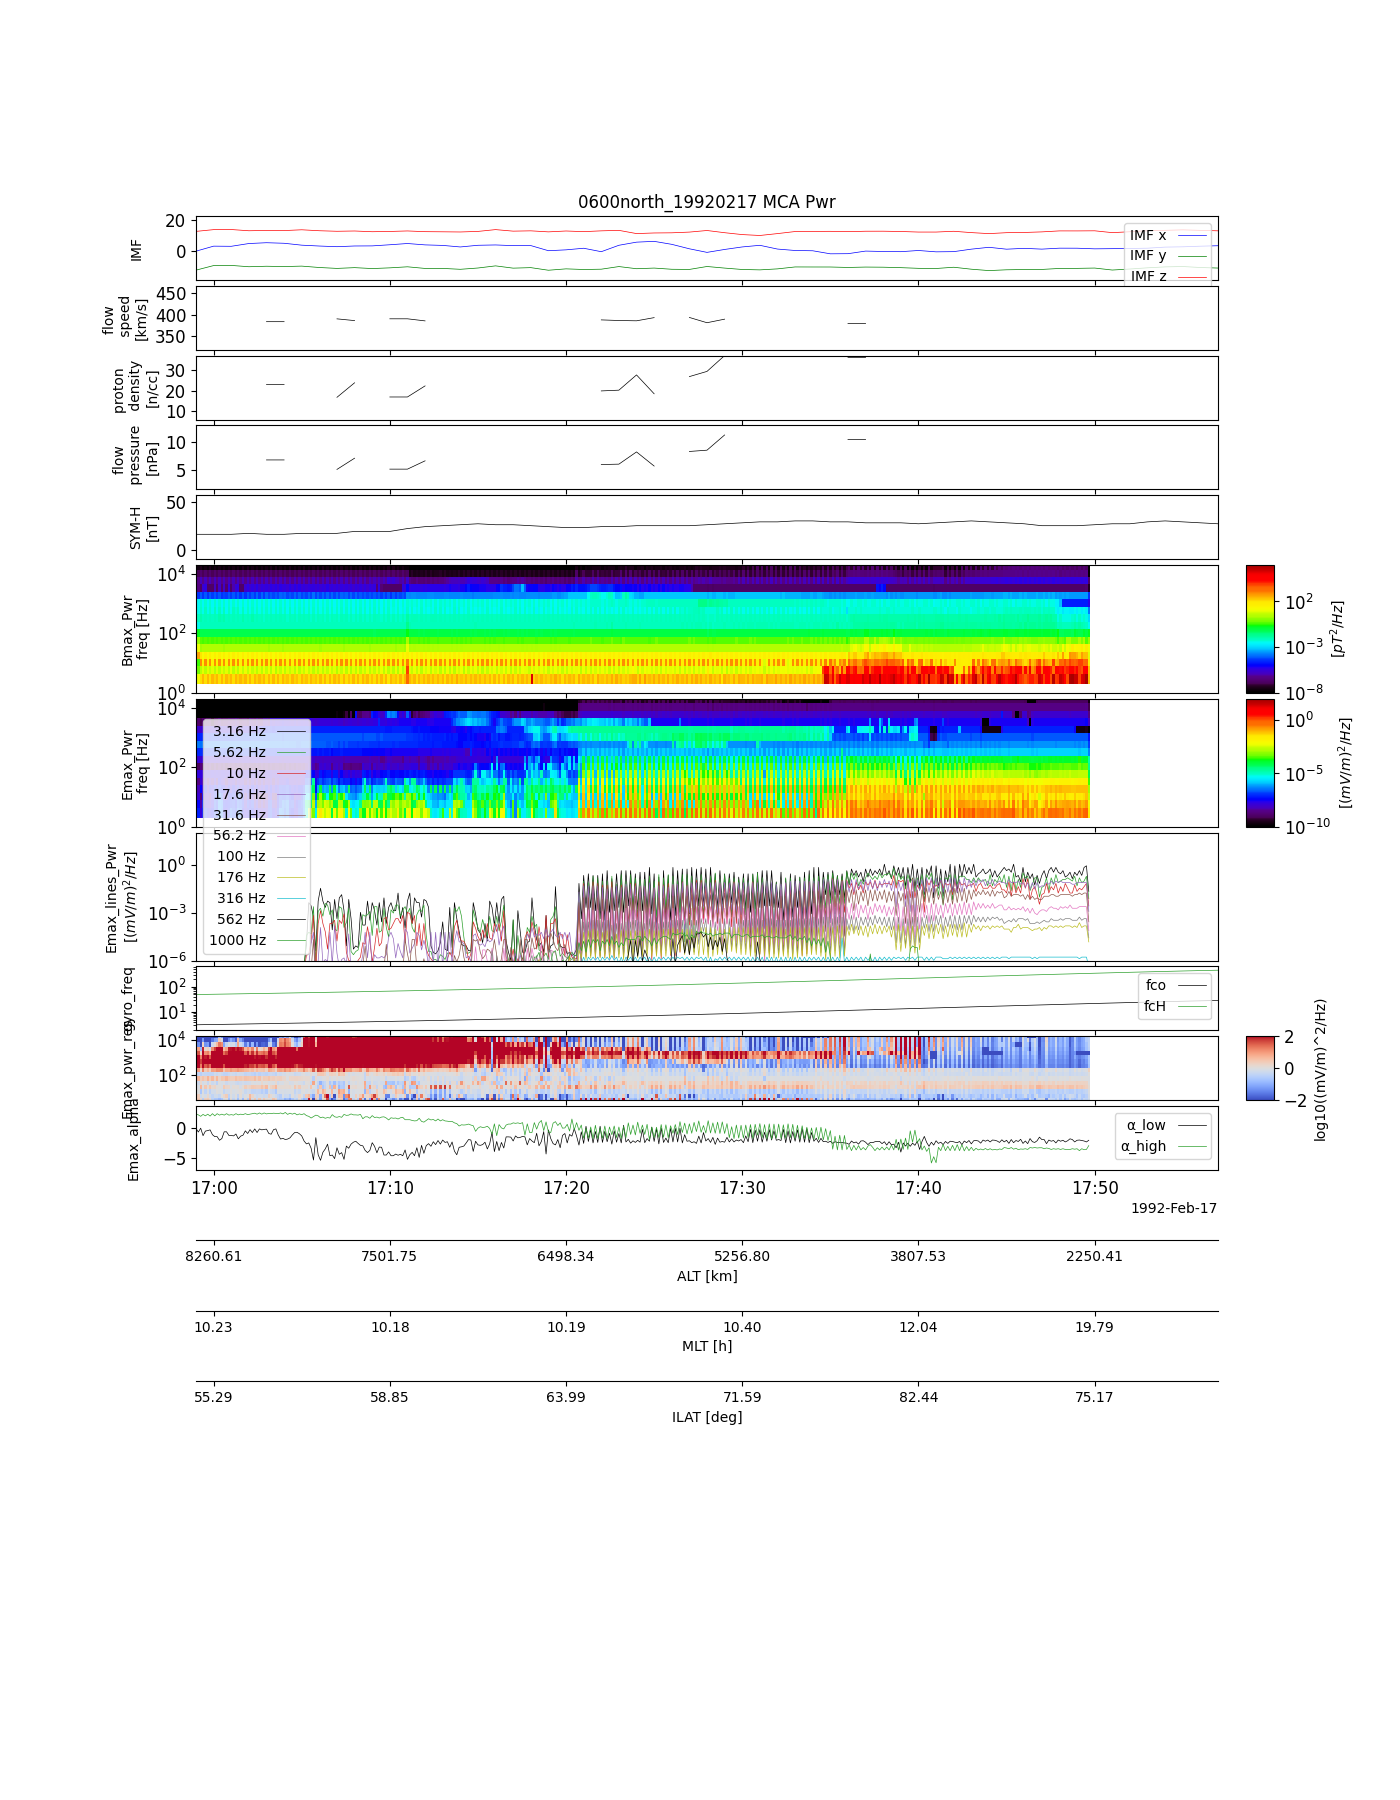 0600north_19920217 MCA Pwr
20
0
IMF
IMF x
IMF y
IMF z
450
400
350
flow
speed
[km/s]
30
20
10
proton
density
[n/cc]
10
5
flow
pressure
[nPa]
50
0
SYM-H
[nT]
10^4
10^2
10^0
Bmax_Pwr
freq [Hz]
10^2
10^-3
10^-8
[pT^2/Hz]
10^4
10^2
10^0
Emax_Pwr
freq [Hz]
10^0
10^-5
10^-10
[(mV/m)^2/Hz]
3.16 Hz
5.62 Hz
10 Hz
17.6 Hz
31.6 Hz
56.2 Hz
100 Hz
176 Hz
316 Hz
562 Hz
1000 Hz
10^0
10^-3
10^-6
Emax_lines_Pwr
[(mV/m)^2/Hz]
10^2
10^1
gyro_freq
fco
fcH
10^4
10^2
Emax_pwr_reg
2
0
−2
log10((mV/m)^2/Hz)
0
−5
Emax_alpha
α_low
α_high
17:00 17:10 17:20 17:30 17:40 17:50
1992-Feb-17
8260.61 7501.75 6498.34 5256.80 3807.53 2250.41
ALT [km]
10.23 10.18 10.19 10.40 12.04 19.79
MLT [h]
55.29 58.85 63.99 71.59 82.44 75.17
ILAT [deg]